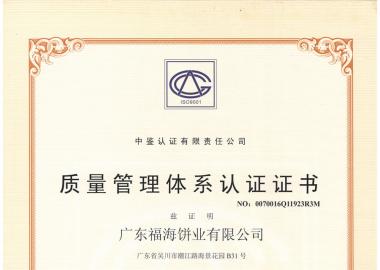 ISO9001
中鉴认证有限责任公司
质量管理体系认证证书
NO: 0070016Q11923R3M
兹证明
广东福海饼业有限公司
广东省吴川市潮江路海景花园B31号